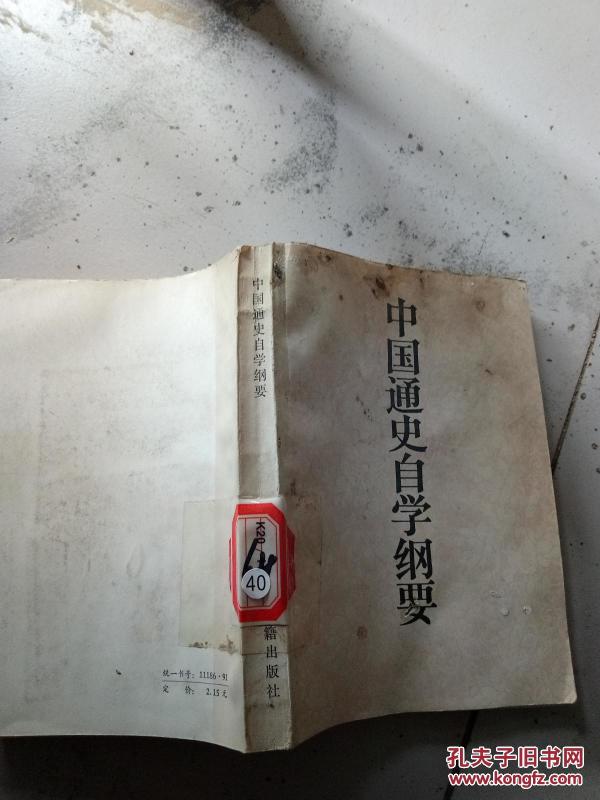 中国通史自学纲要
中国通史自学纲要
K20
40
籍出版社
统一书号：11186·91
定 价： 2.15元
孔夫子旧书网
www.kongfz.com